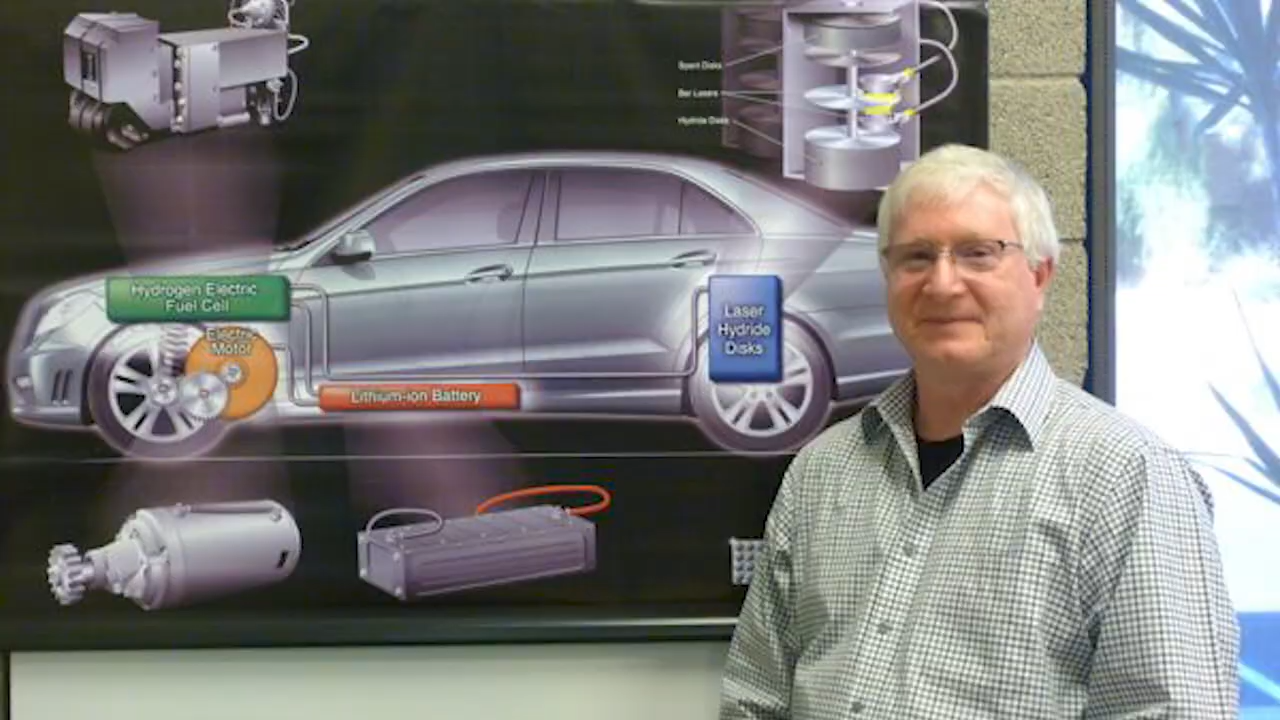 Spent Disks
Bar Lasers
Hydride Disks
Hydrogen Electric
Fuel Cell
Electric
Motor
Laser
Hydride
Disks
Lithium-ion Battery